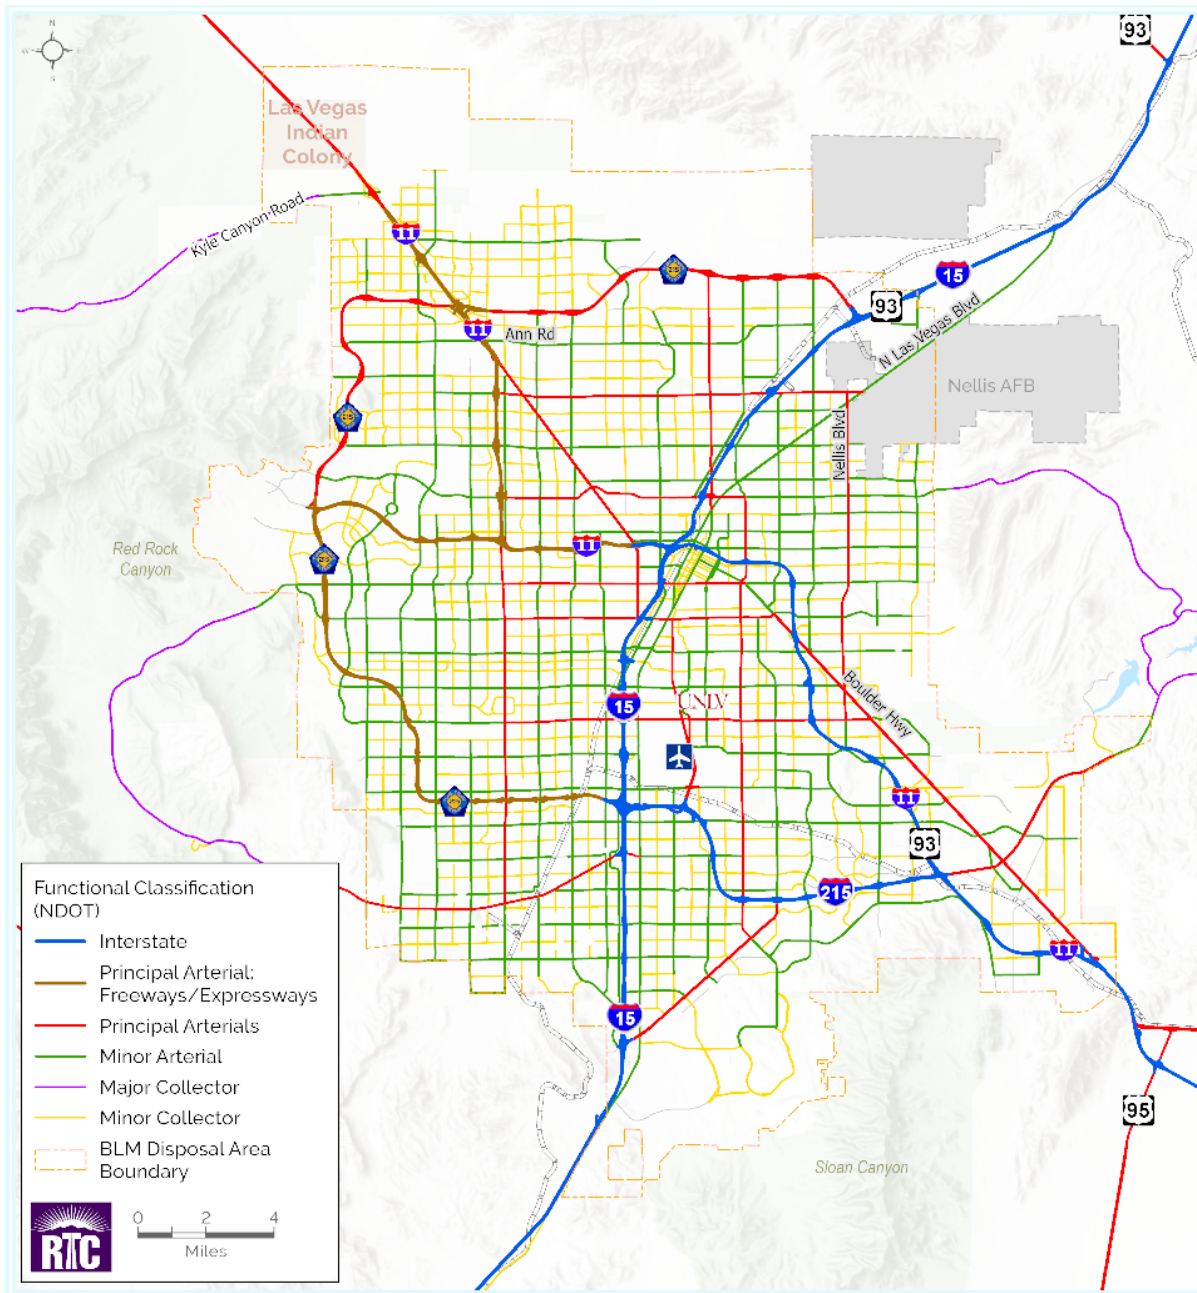 N
W
E
S
93
Las Vegas
Indian
Colony
Kyle Canyon Road
11
15
93
11
Ann Rd
N Las Vegas Blvd
Nellis AFB
Nellis Blvd
Red Rock
Canyon
11
Boulder Hwy
15
UNLV
11
93
215
11
15
95
Sloan Canyon
Functional Classification
(NDOT)
Interstate
Principal Arterial:
Freeways/Expressways
Principal Arterials
Minor Arterial
Major Collector
Minor Collector
BLM Disposal Area
Boundary
RTC
0 2 4
Miles